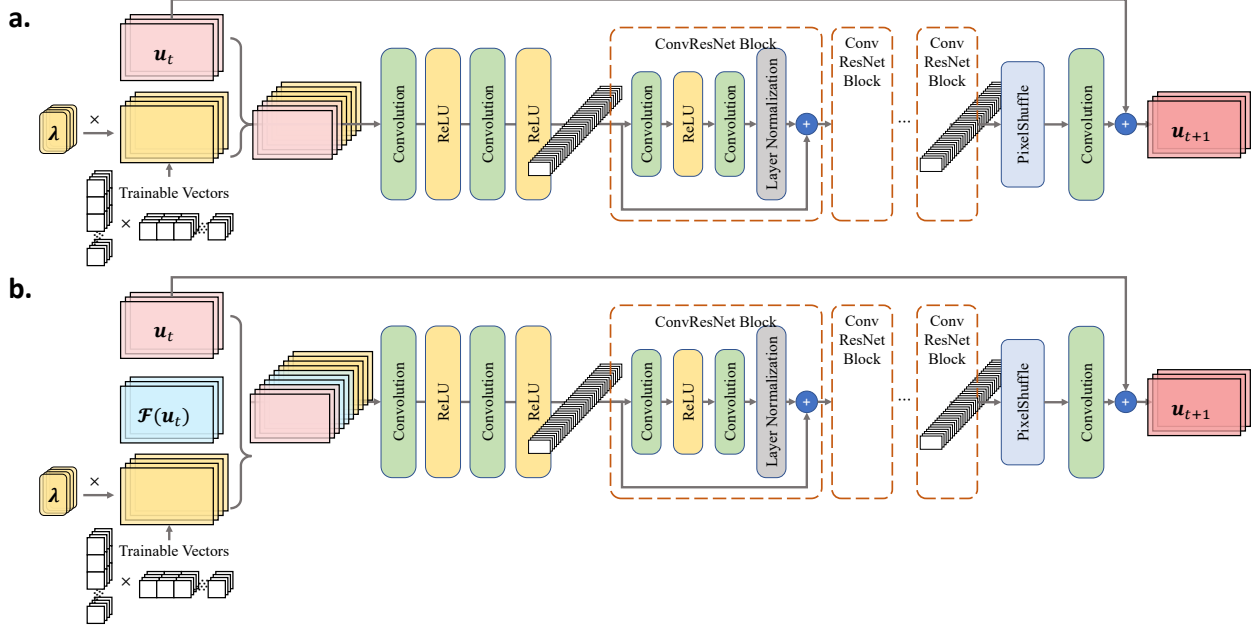 a.
u_t
λ
×
Trainable Vectors
×
Convolution
ReLU
Convolution
ReLU
ConvResNet Block
Convolution
ReLU
Convolution
Layer Normalization
+
Conv
ResNet
Block
...
Conv
ResNet
Block
PixelShuffle
Convolution
+
u_{t+1}
b.
u_t
ℱ(u_t)
λ
×
Trainable Vectors
×
Convolution
ReLU
Convolution
ReLU
ConvResNet Block
Convolution
ReLU
Convolution
Layer Normalization
+
Conv
ResNet
Block
...
Conv
ResNet
Block
PixelShuffle
Convolution
+
u_{t+1}